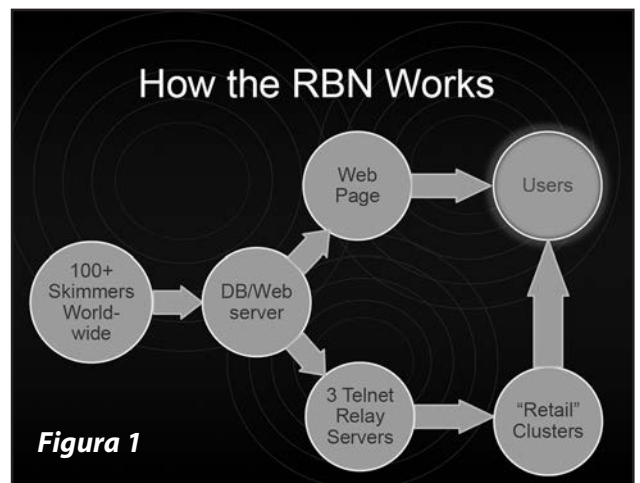 How the RBN Works
Web
Page
Users
100+
Skimmers
World-
wide
DB/Web
server
3 Telnet
Relay
Servers
"Retail"
Clusters
Figura 1